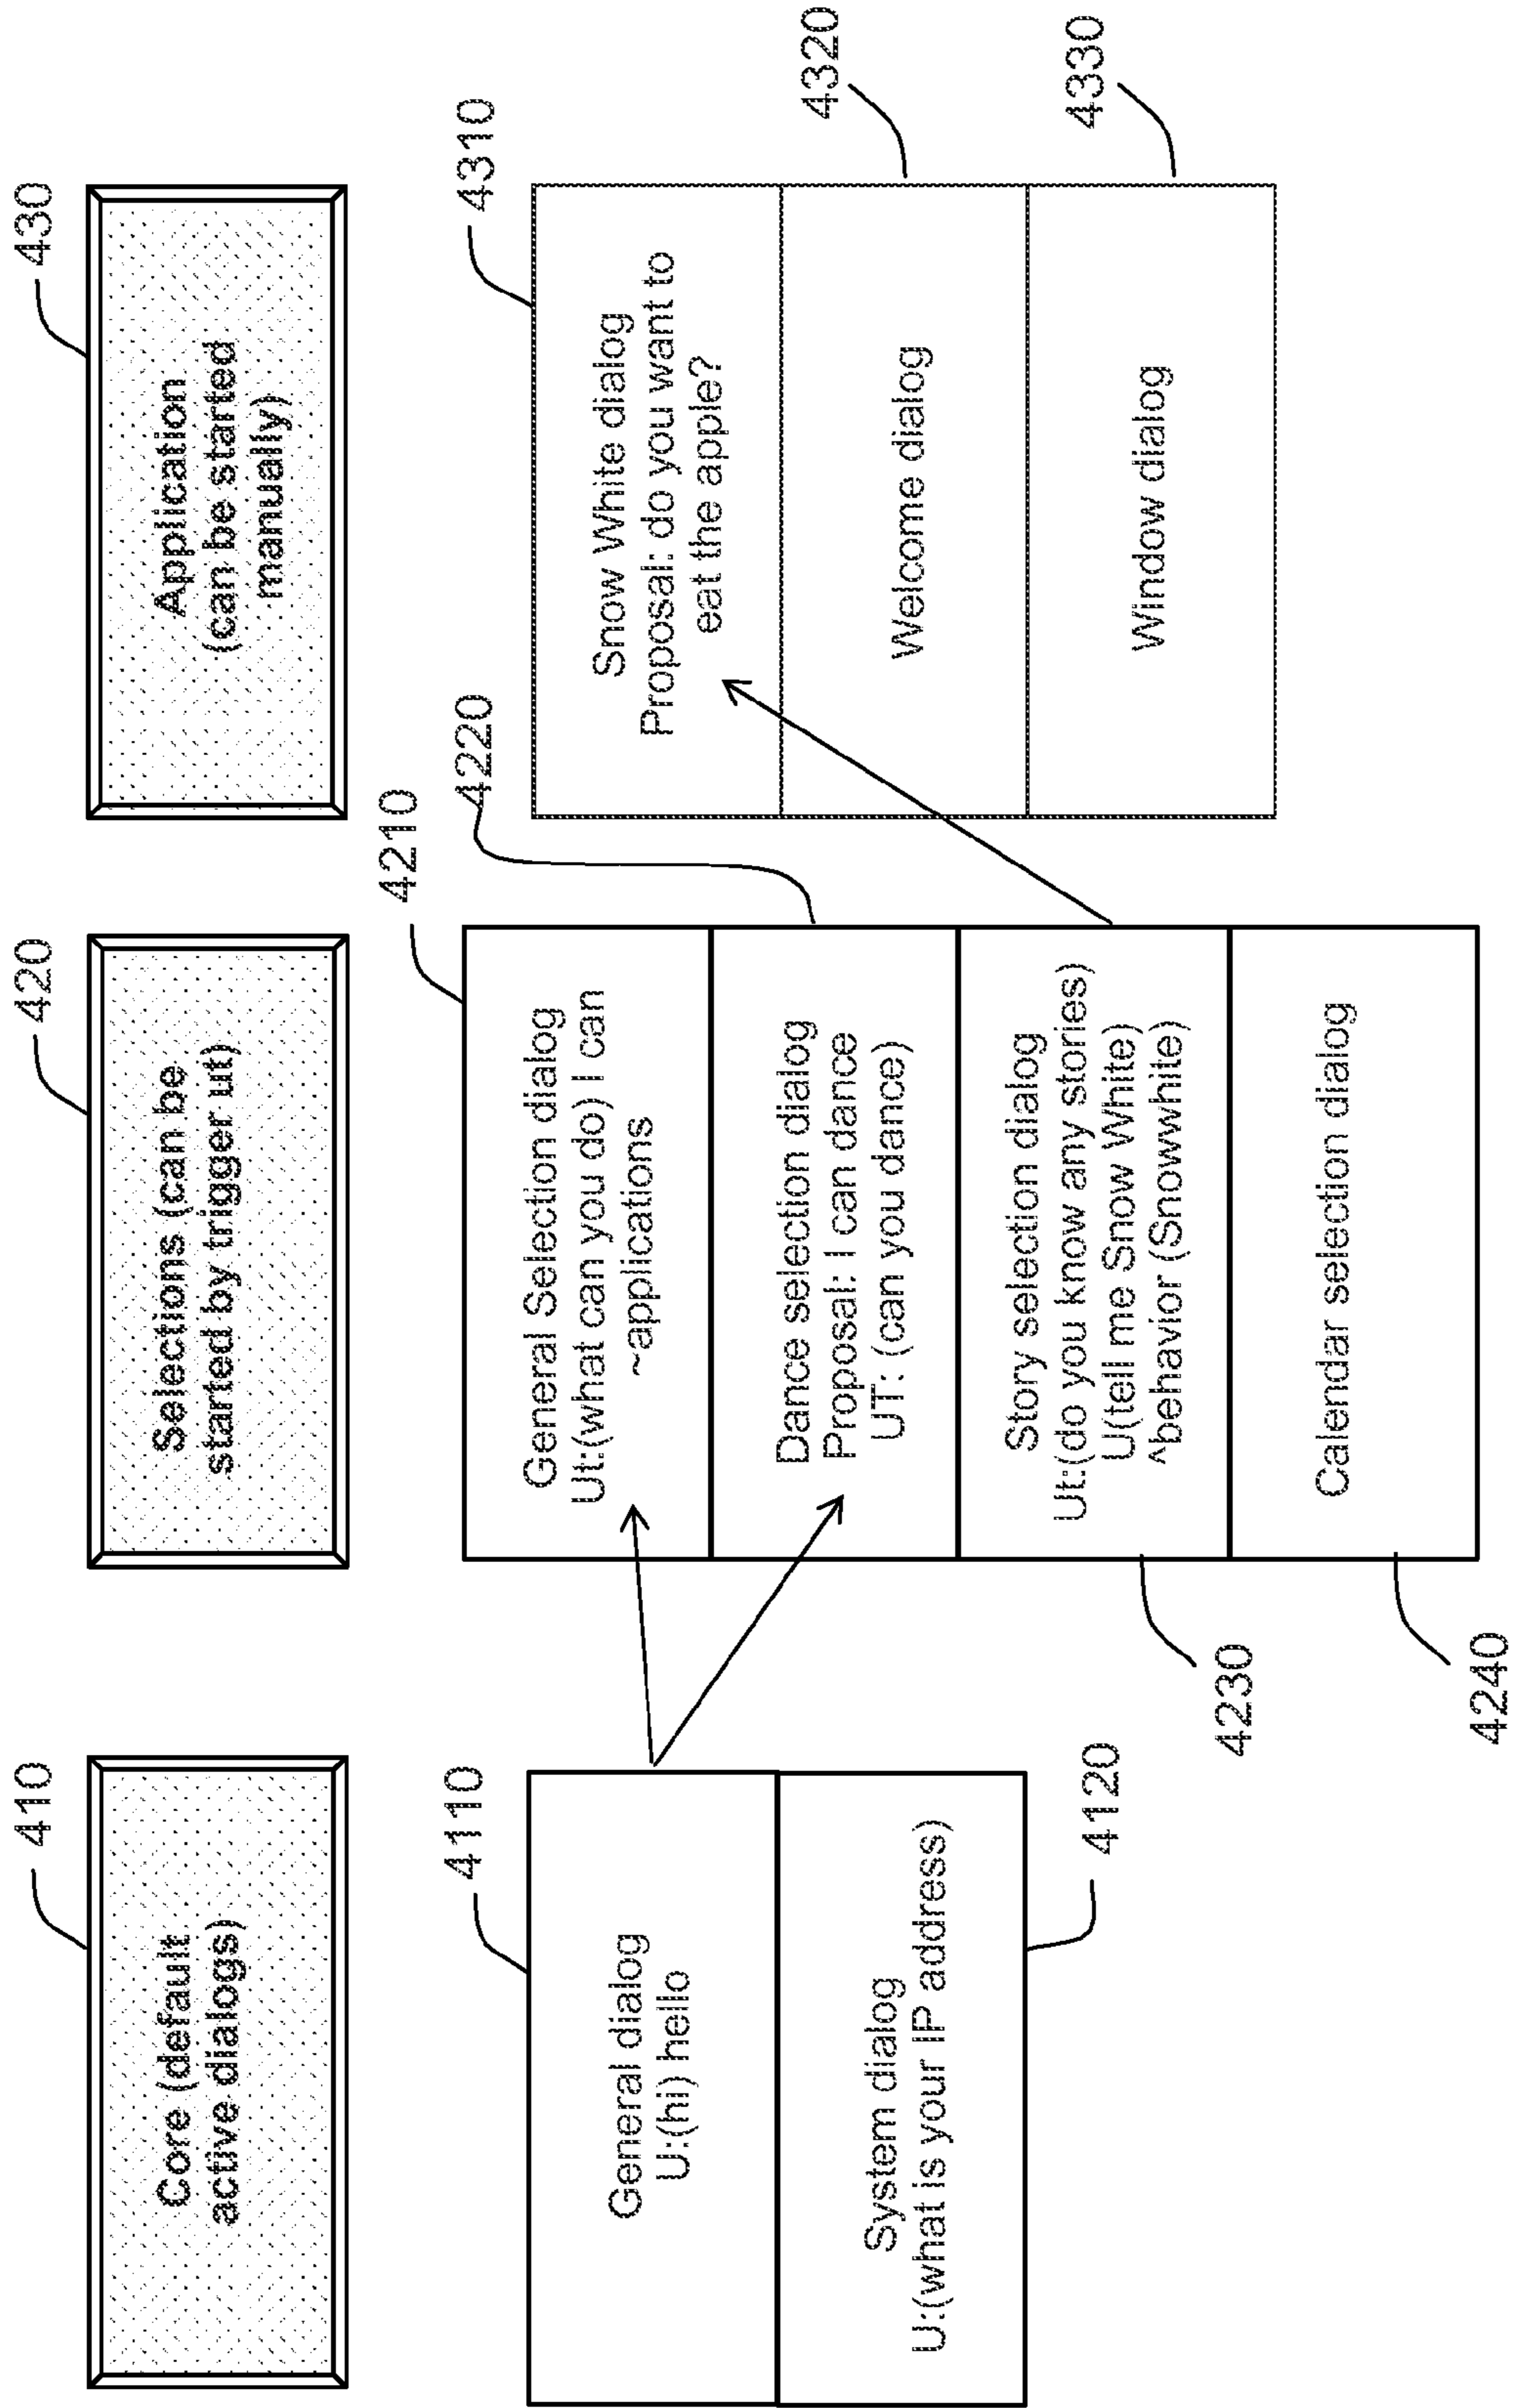 410
Core (default
active dialogs)
4110
General dialog
U:(hi) hello
System dialog
U:(what is your IP address)
4120
420
Selections (can be
started by trigger ut)
4210
General Selection dialog
Ut:(what can you do) I can
~applications
4220
Dance selection dialog
Proposal: I can dance
UT: (can you dance)
Story selection dialog
Ut:(do you know any stories)
U(tell me Snow White)
^behavior (Snowwhite)
4230
Calendar selection dialog
4240
430
Application
(can be started
manually)
4310
Snow White dialog
Proposal: do you want to
eat the apple?
Welcome dialog
4320
Window dialog
4330